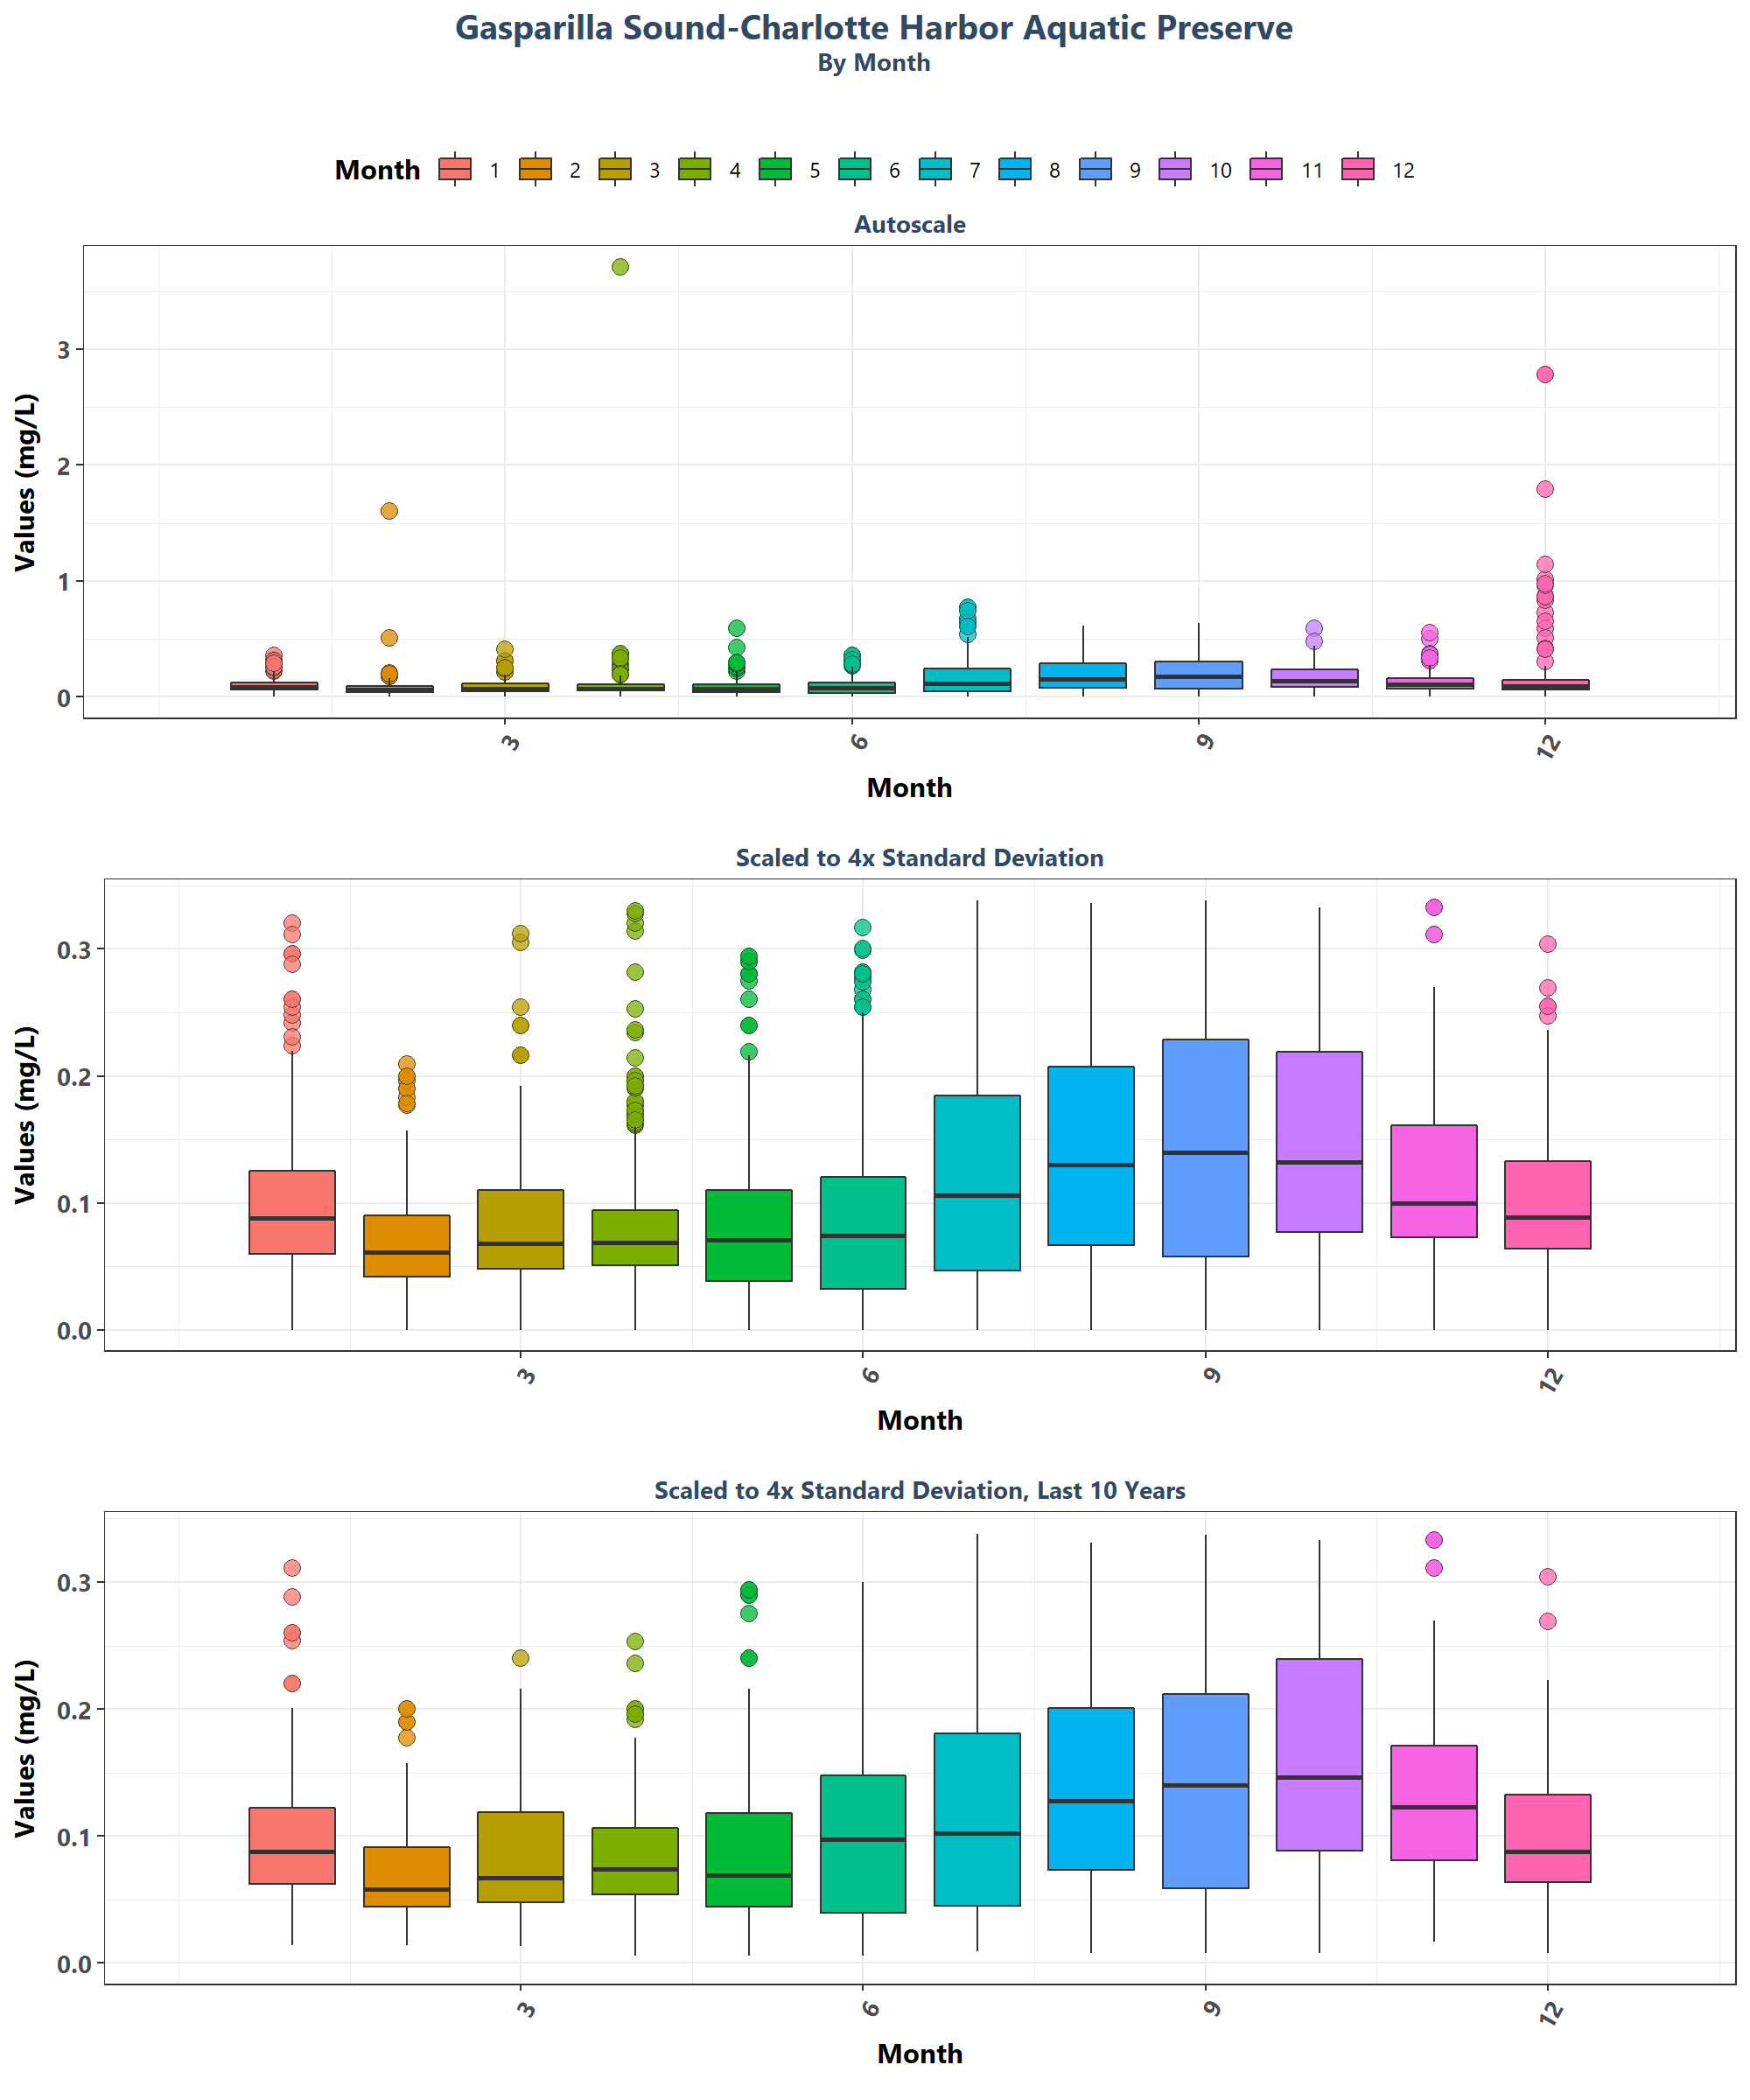 Gasparilla Sound-Charlotte Harbor Aquatic Preserve
By Month
Month 1 2 3 4 5 6 7 8 9 10 11 12
Autoscale
Values (mg/L)
3
2
1
0
3 6 9 12
Month
Scaled to 4x Standard Deviation
Values (mg/L)
0.3
0.2
0.1
0.0
3 6 9 12
Month
Scaled to 4x Standard Deviation, Last 10 Years
Values (mg/L)
0.3
0.2
0.1
0.0
3 6 9 12
Month